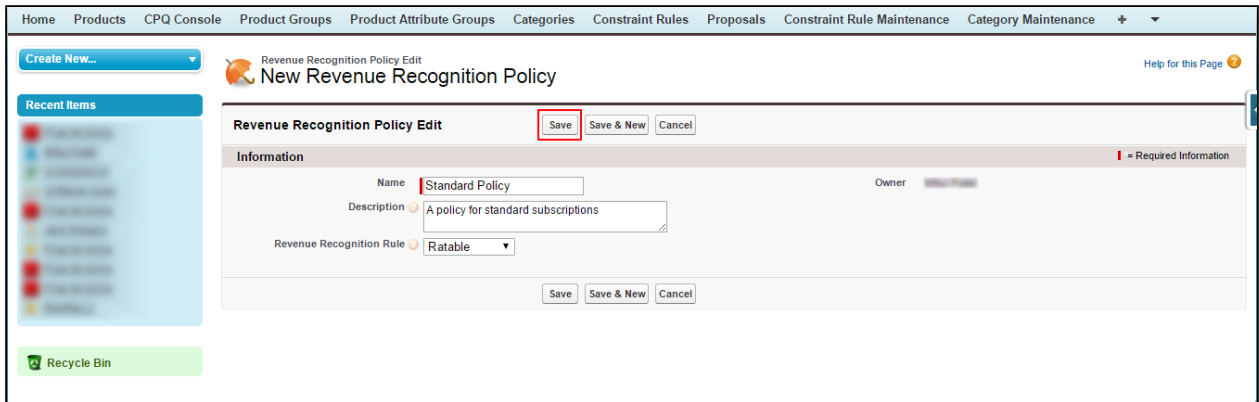 Home Products CPQ Console Product Groups Product Attribute Groups Categories Constraint Rules Proposals Constraint Rule Maintenance Category Maintenance +
Create New...
Revenue Recognition Policy Edit
New Revenue Recognition Policy
Help for this Page ?
Recent Items
Revenue Recognition Policy Edit Save Save & New Cancel
Information = Required Information
Name Standard Policy Owner
Description ? A policy for standard subscriptions
Revenue Recognition Rule ? Ratable
Save Save & New Cancel
Recycle Bin